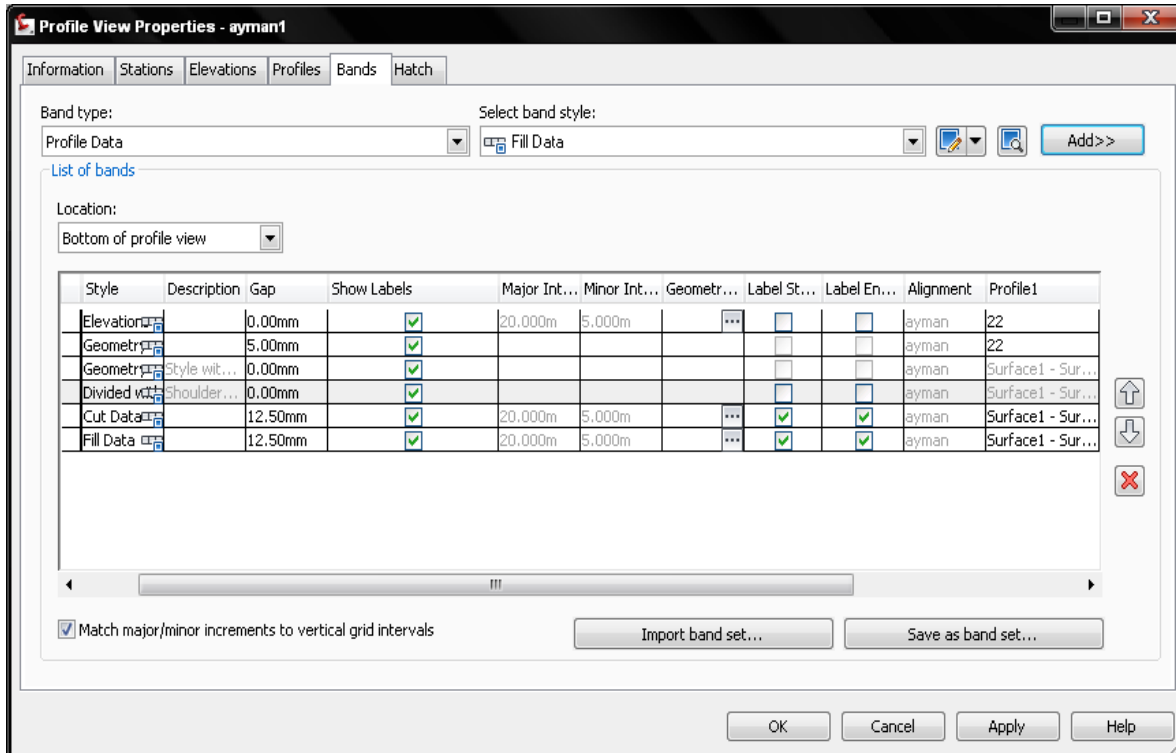 Profile View Properties - ayman1
Information Stations Elevations Profiles Bands Hatch
Band type: Select band style:
Profile Data Fill Data Add>>
List of bands
Location:
Bottom of profile view
Style Description Gap Show Labels Major Int... Minor Int... Geometr... Label St... Label En... Alignment Profile1
Elevation 0.00mm 20.000m 5.000m ... ayman 22
Geometry 5.00mm ayman 22
Geometry Style wit... 0.00mm ayman Surface1 - Sur...
Divided Shoulder... 0.00mm ayman Surface1 - Sur...
Cut Data 12.50mm 20.000m 5.000m ... ayman Surface1 - Sur...
Fill Data 12.50mm 20.000m 5.000m ... ayman Surface1 - Sur...
Match major/minor increments to vertical grid intervals Import band set... Save as band set...
OK Cancel Apply Help